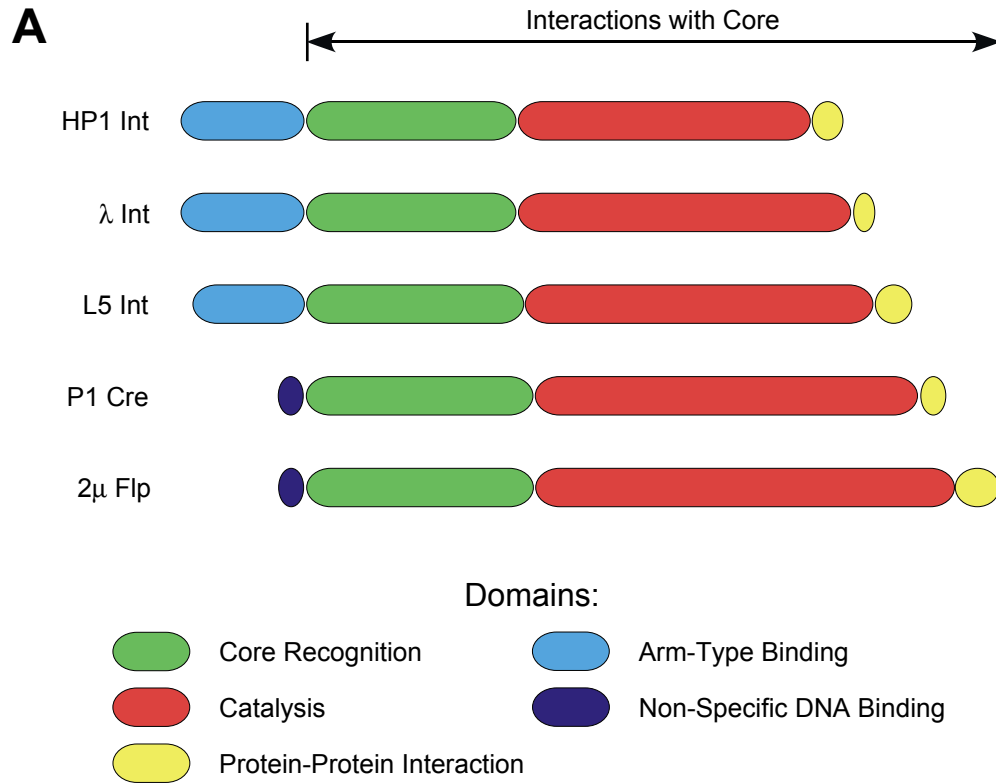 A
Interactions with Core
HP1 Int
λ Int
L5 Int
P1 Cre
2μ Flp
Domains:
Core Recognition
Arm-Type Binding
Catalysis
Non-Specific DNA Binding
Protein-Protein Interaction